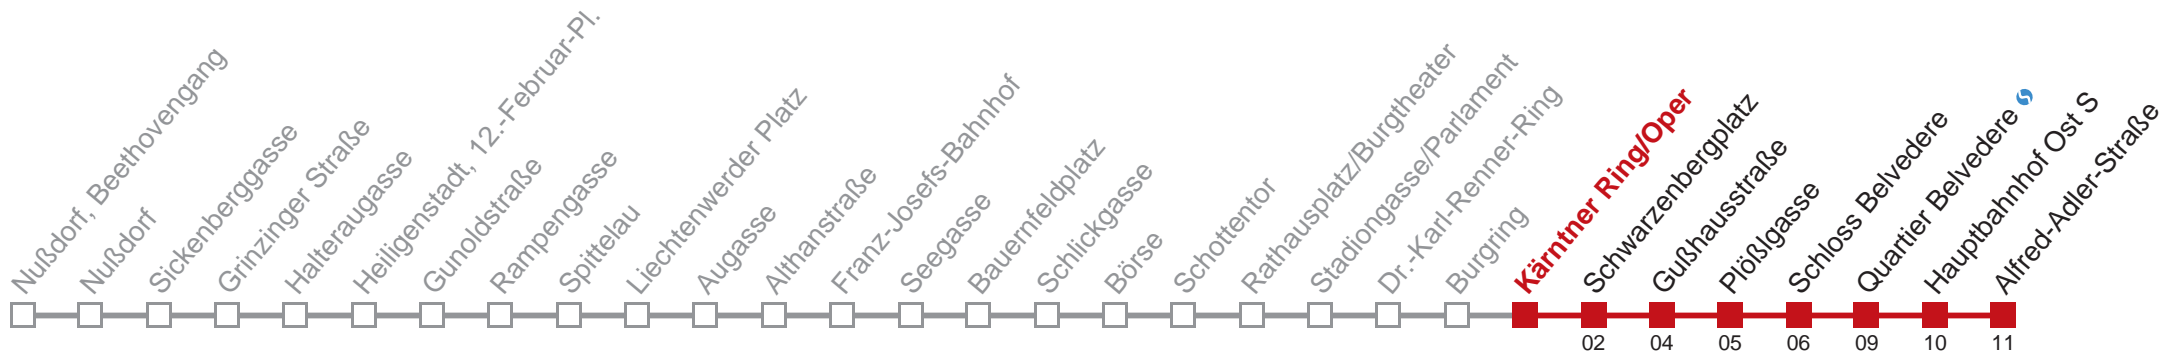 Nußdorf, Beethovengang
Nußdorf
Sickenberggasse
Grinzinger Straße
Halteraugasse
Heiligenstadt, 12.-Februar-Pl.
Gunoldstraße
Rampengasse
Spittelau
Liechtenwerder Platz
Augasse
Althanstraße
Franz-Josefs-Bahnhof
Seegasse
Bauernfeldplatz
Schlickgasse
Börse
Schottentor
Rathausplatz/Burgtheater
Stadiongasse/Parlament
Dr.-Karl-Renner-Ring
Burgring
Kärntner Ring/Oper
Schwarzenbergplatz
Gußhausstraße
Plößlgasse
Schloss Belvedere
Quartier Belvedere
Hauptbahnhof Ost S
Alfred-Adler-Straße
02 04 05 06 09 10 11